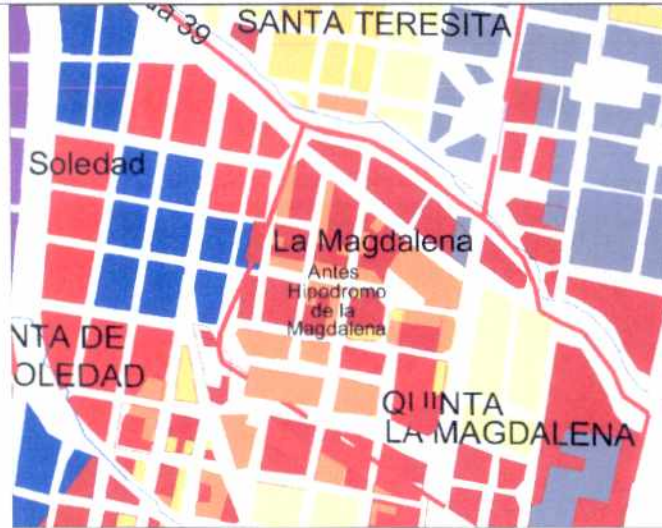 39
SANTA TERESITA
Soledad
La Magdalena
Antes
Hipodromo
de la
Magdalena
NTA DE
OLEDAD
QUINTA
LA MAGDALENA